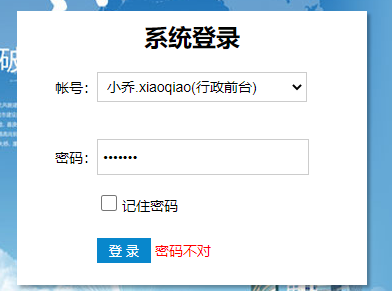 系统登录
破
帐号： 小乔.xiaoqiao(行政前台)
密码： •••••••
记住密码
登 录 密码不对